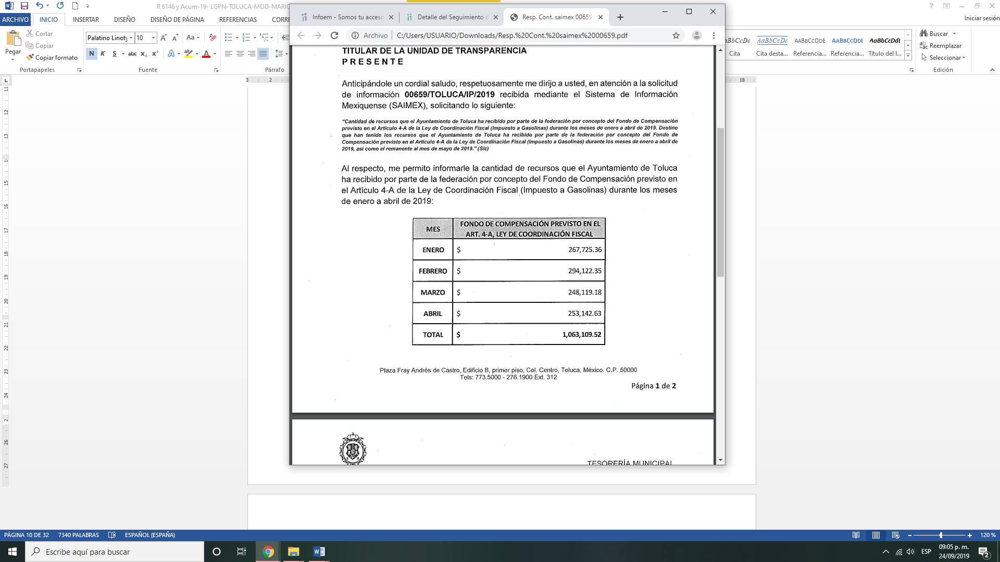 R 6146 y Acum-19- LGPN-TOLUCA-MOD-MARIC
Iniciar sesión
ARCHIVO INICIO INSERTAR DISEÑO DISEÑO DE PÁGINA REFERENCIAS CORRE
Pegar
Cortar
Copiar
Copiar formato
Portapapeles
Palatino Linoty 10
N K S abc x₂ x²
Aa
Fuente
Párrafo
Infoem - Somos tu acceso
Detalle del Seguimiento d
Resp. Cont. saimex 00659
Archivo C:/Users/USUARIO/Downloads/Resp.%20Cont.%20saimex%2000659.pdf
Cita
AaBbCcDc
Cita desta...
AABBCCDDE
Referencia...
AABBCCDDE
Referencia...
AaBbCcDdE
Título del l...
Buscar
Reemplazar
Seleccionar
Edición
3 2
18
TITULAR DE LA UNIDAD DE TRANSPARENCIA
P R E S E N T E
Anticipándole un cordial saludo, respetuosamente me dirijo a usted, en atención a la solicitud
de información 00659/TOLUCA/IP/2019 recibida mediante el Sistema de Información
Mexiquense (SAIMEX), solicitando lo siguiente:
"Cantidad de recursos que el Ayuntamiento de Toluca ha recibido por parte de la federación por concepto del Fondo de Compensación
previsto en el Artículo 4-A de la Ley de Coordinación Fiscal (Impuesto a Gasolinas) durante los meses de enero a abril de 2019. Destino
que han tenido los recursos que el Ayuntamiento de Toluca ha recibido por parte de la federación por concepto del Fondo de
Compensación previsto en el Artículo 4-A de la Ley de Coordinación Fiscal (Impuesto a Gasolinas) durante los meses de enero a abril de
2019, así como el remanente al mes de mayo de 2019." (Sic)
Al respecto, me permito informarle la cantidad de recursos que el Ayuntamiento de Toluca
ha recibido por parte de la federación por concepto del Fondo de Compensación previsto en
el Artículo 4-A de la Ley de Coordinación Fiscal (Impuesto a Gasolinas) durante los meses
de enero a abril de 2019:
MES FONDO DE COMPENSACIÓN PREVISTO EN EL
ART. 4-A, LEY DE COORDINACIÓN FISCAL
ENERO $ 267,725.36
FEBRERO $ 294,122.35
MARZO $ 248,119.18
ABRIL $ 253,142.63
TOTAL $ 1,063,109.52
Plaza Fray Andrés de Castro, Edificio B, primer piso, Col. Centro, Toluca, México. C.P. 50000
Tels: 773.5000 - 276.1900 Ext. 312
Página 1 de 2
TESORERÍA MUNICIPAL
PÁGINA 10 DE 32 7340 PALABRAS ESPAÑOL (ESPAÑA)
120 %
Escribe aquí para buscar
ESP
09:05 p. m.
24/09/2019
2